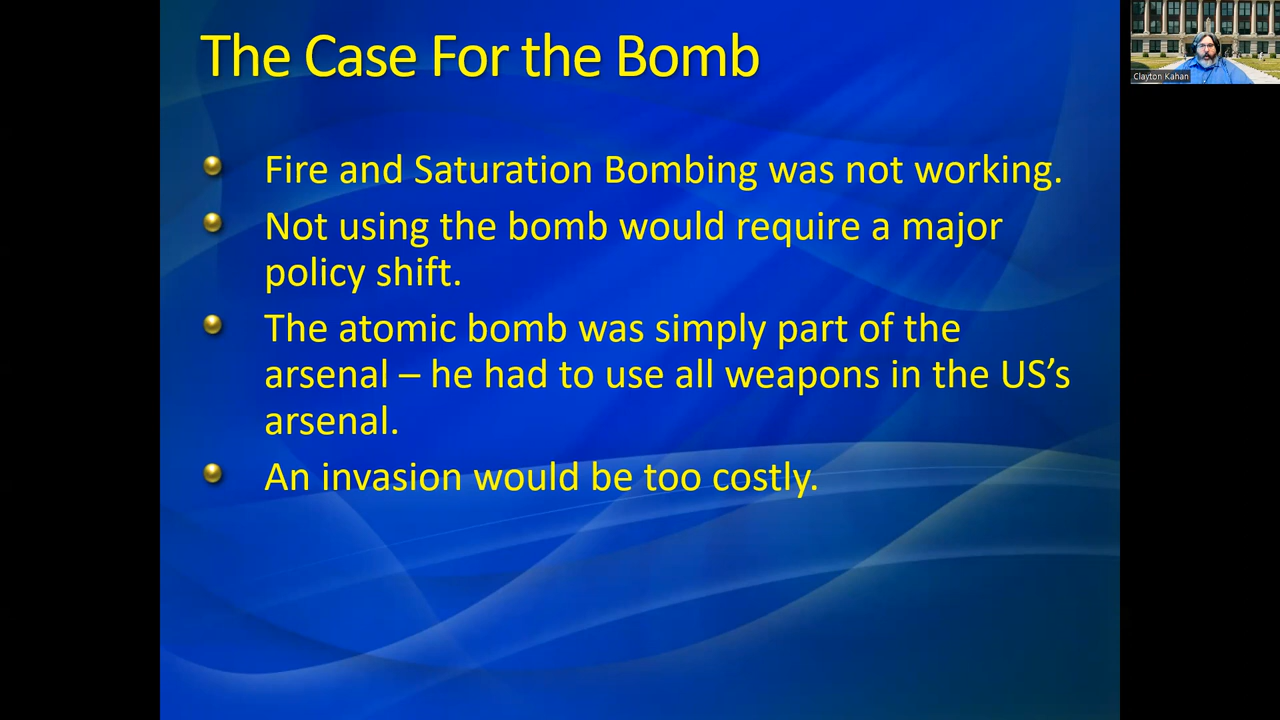 The Case For the Bomb
Clayton Kahan
Fire and Saturation Bombing was not working.
Not using the bomb would require a major
policy shift.
The atomic bomb was simply part of the
arsenal – he had to use all weapons in the US’s
arsenal.
An invasion would be too costly.